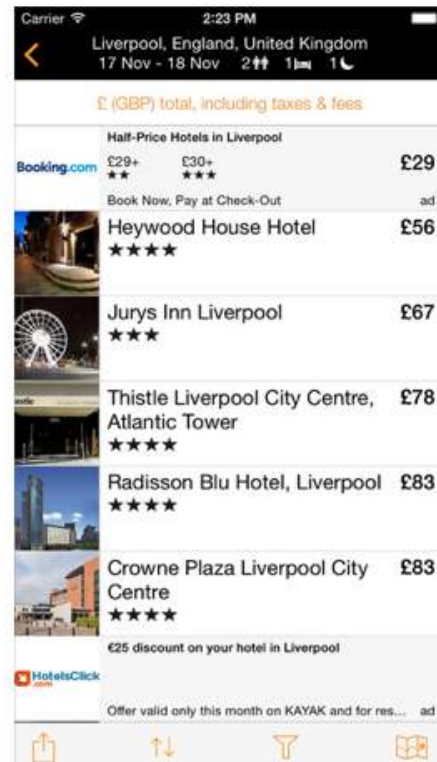 Carrier 2:23 PM
Liverpool, England, United Kingdom
17 Nov - 18 Nov 2 1 1
£ (GBP) total, including taxes & fees
Half-Price Hotels in Liverpool
Booking.com £29+ £30+ £29
★★ ★★★
Book Now, Pay at Check-Out ad
Heywood House Hotel £56
★★★★
Jurys Inn Liverpool £67
★★★
Thistle Liverpool City Centre, £78
Atlantic Tower
★★★★
Radisson Blu Hotel, Liverpool £83
★★★★
Crowne Plaza Liverpool City £83
Centre
★★★★
€25 discount on your hotel in Liverpool
HotelsClick
.com
Offer valid only this month on KAYAK and for res... ad